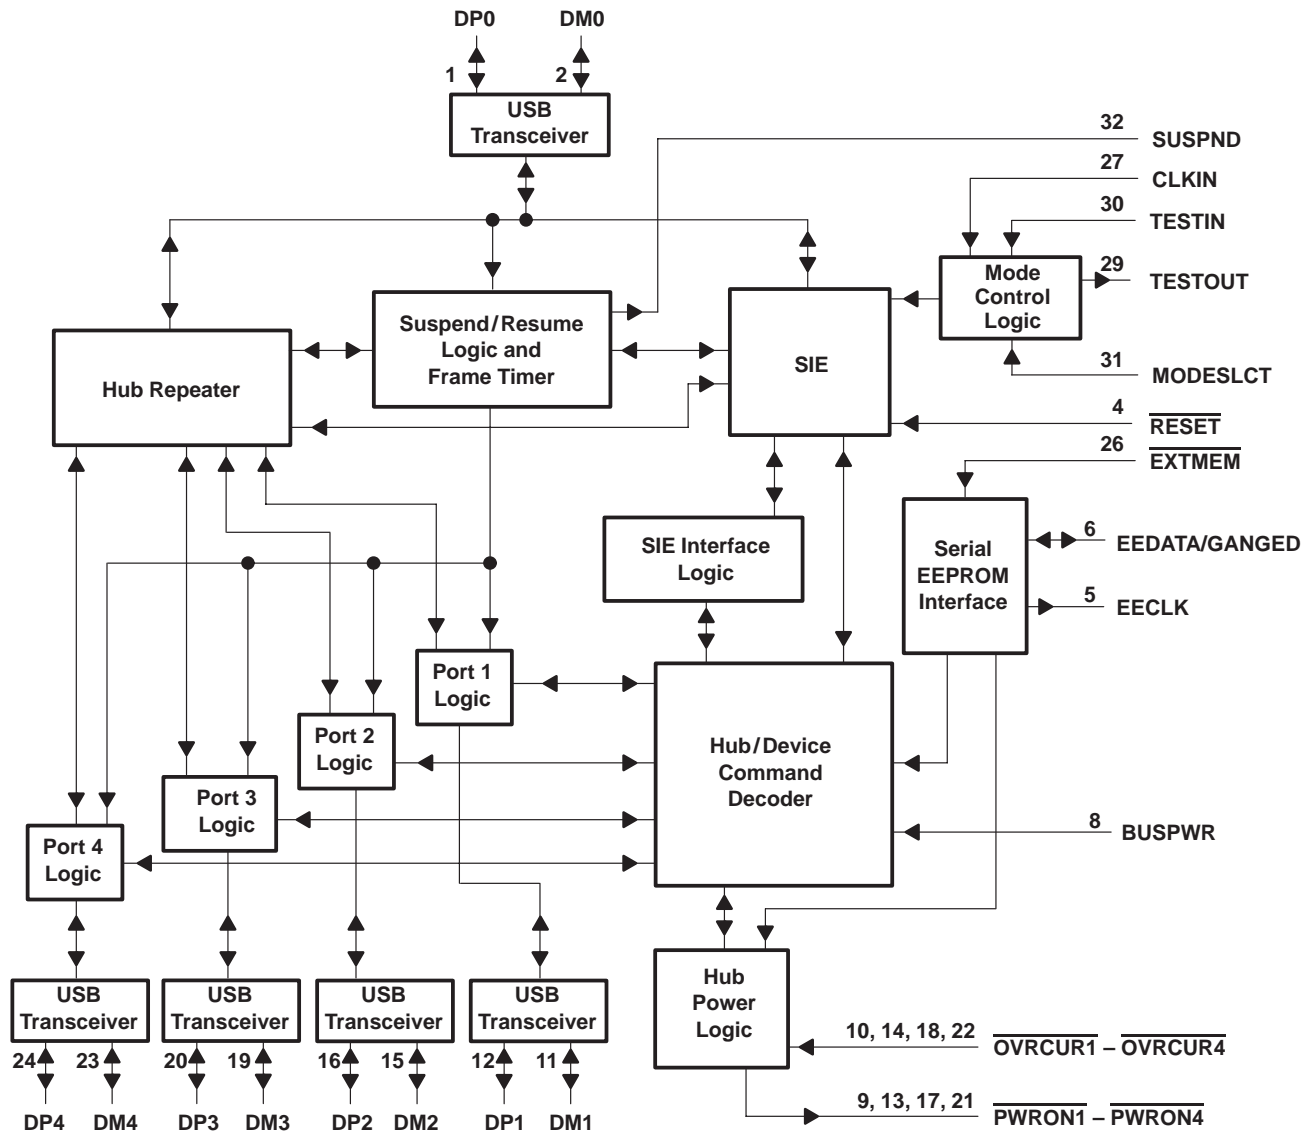 DP0 DM0
1 2
USB
Transceiver
32
SUSPND
27
CLKIN
30
TESTIN
Mode
Control
Logic
29
TESTOUT
31
MODESLCT
Suspend/Resume
Logic and
Frame Timer
SIE
Hub Repeater
4
RESET
26
EXTMEM
SIE Interface
Logic
Serial
EEPROM
Interface
6
EEDATA/GANGED
5
EECLK
Port 1
Logic
Port 2
Logic
Port 3
Logic
Port 4
Logic
Hub/Device
Command
Decoder
8
BUSPWR
USB
Transceiver
USB
Transceiver
USB
Transceiver
USB
Transceiver
Hub
Power
Logic
10, 14, 18, 22
OVRCUR1 – OVRCUR4
9, 13, 17, 21
PWRON1 – PWRON4
24 23 20 19 16 15 12 11
DP4 DM4 DP3 DM3 DP2 DM2 DP1 DM1